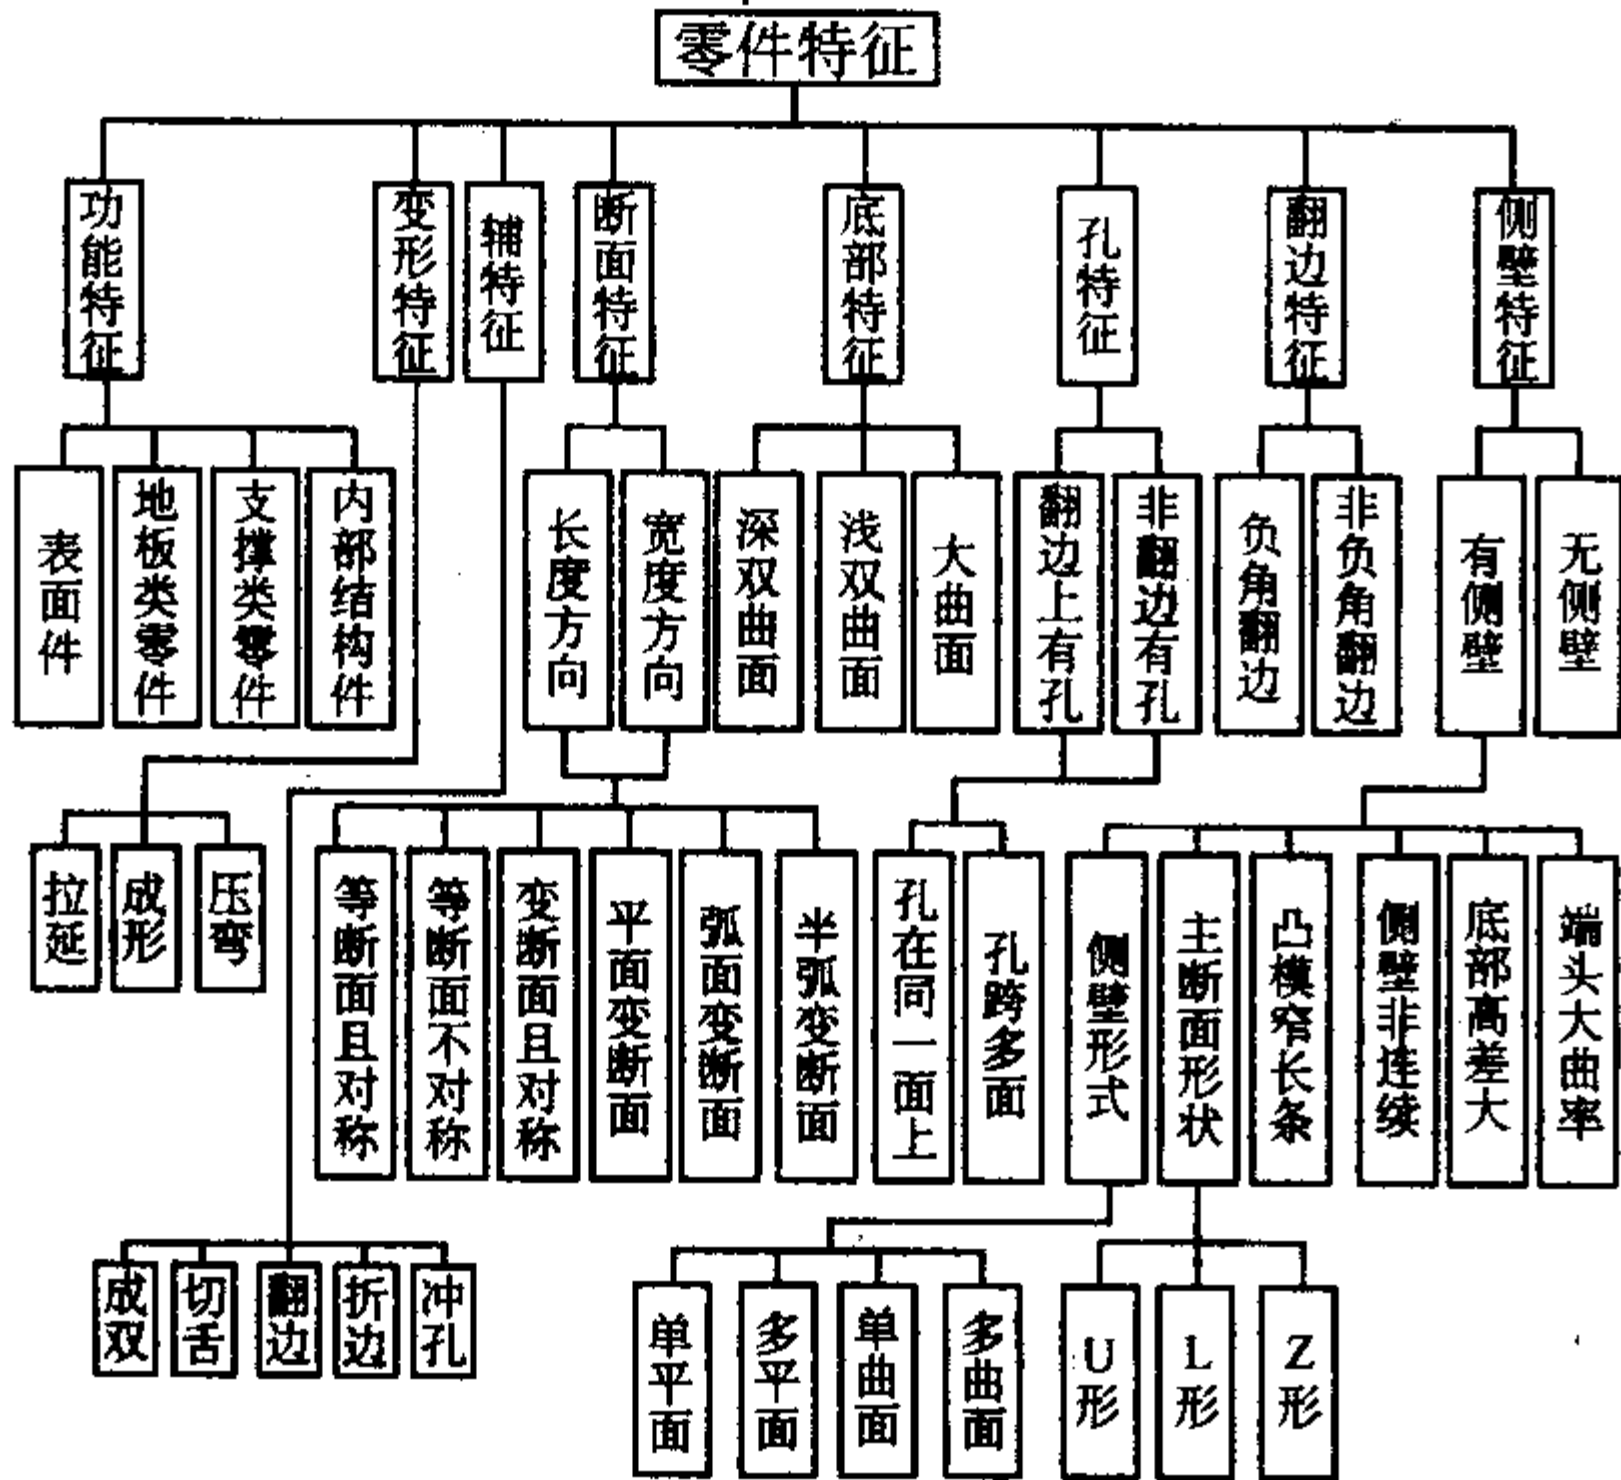 零件特征
功能特征
变形特征
辅特征
断面特征
底部特征
孔特征
翻边特征
侧壁特征
表面件
地板类零件
支撑类零件
内部结构件
长度方向
宽度方向
深双曲面
浅双曲面
大曲面
翻边上有孔
非翻边有孔
负角翻边
非负角翻边
有侧壁
无侧壁
拉延
成形
压弯
等断面且对称
等断面不对称
变断面且对称
平面变断面
弧面变断面
半弧变断面
孔在同一面上
孔跨多面
侧壁形式
主断面形状
凸模窄长条
侧壁非连续
底部高差大
端头大曲率
成双
切舌
翻边
折边
冲孔
单平面
多平面
单曲面
多曲面
U形
L形
Z形